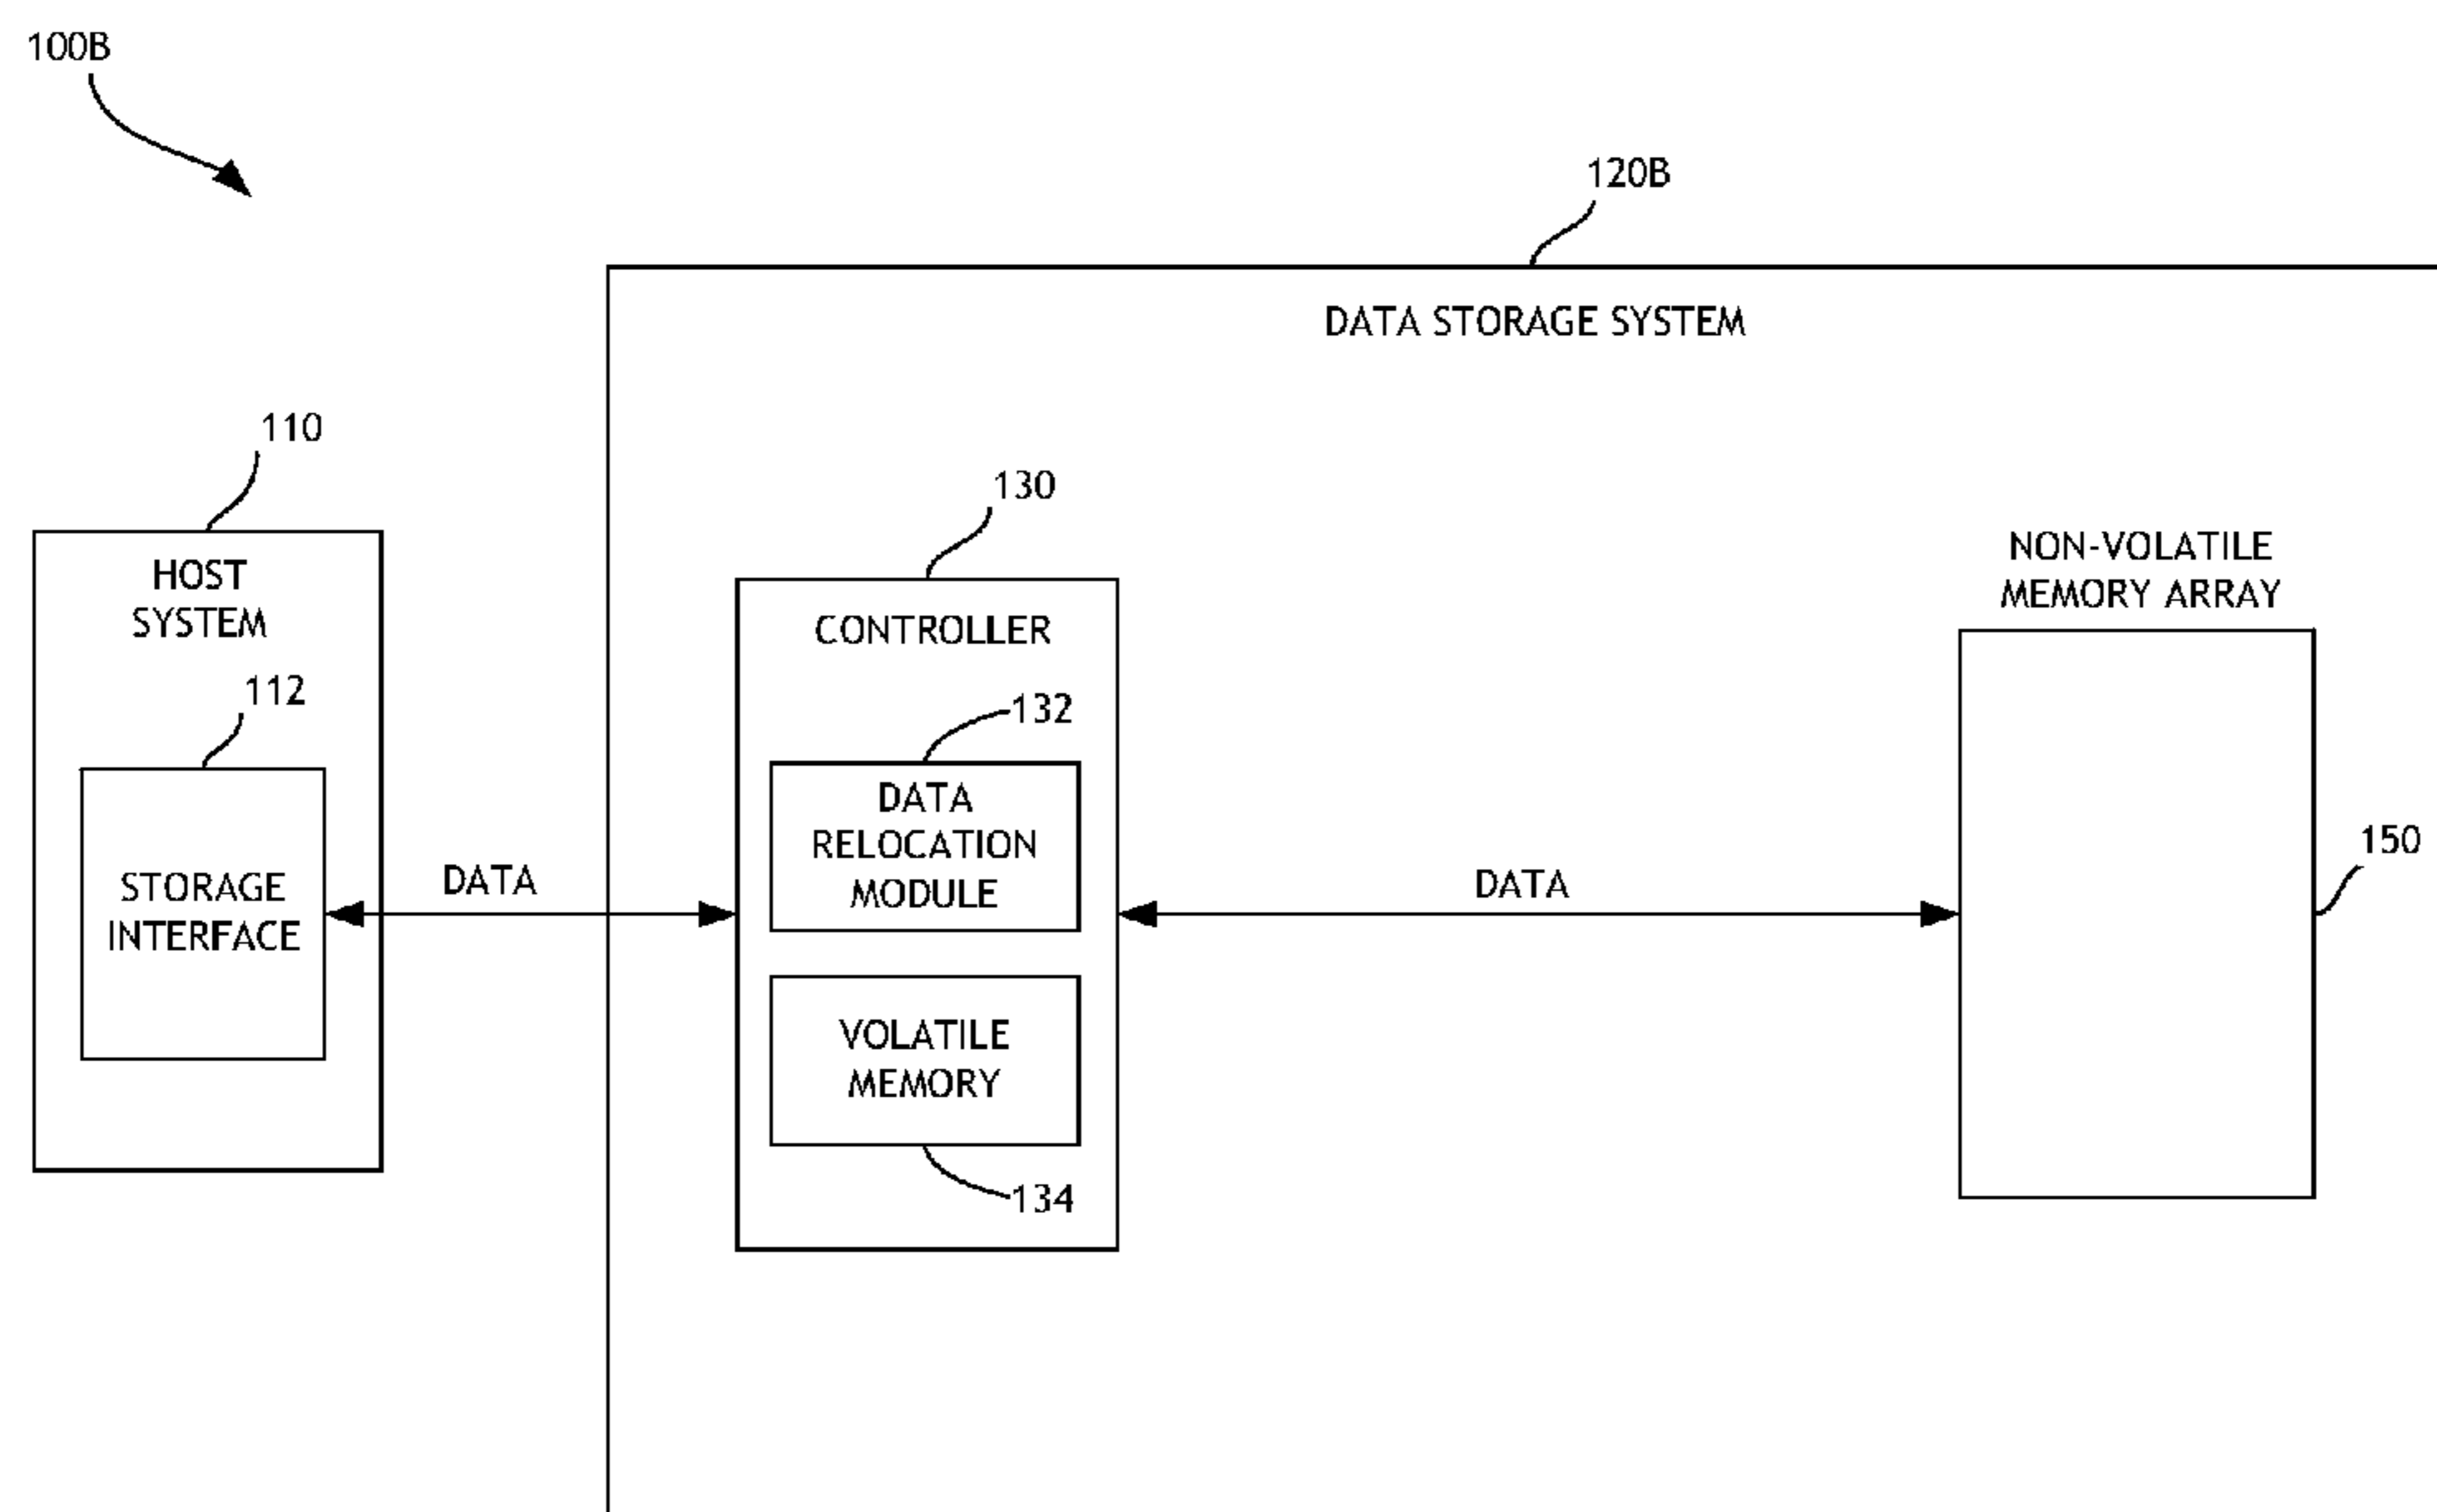 100B
120B
DATA STORAGE SYSTEM
110
HOST
SYSTEM
112
STORAGE
INTERFACE
DATA
130
CONTROLLER
132
DATA
RELOCATION
MODULE
VOLATILE
MEMORY
134
DATA
NON-VOLATILE
MEMORY ARRAY
150